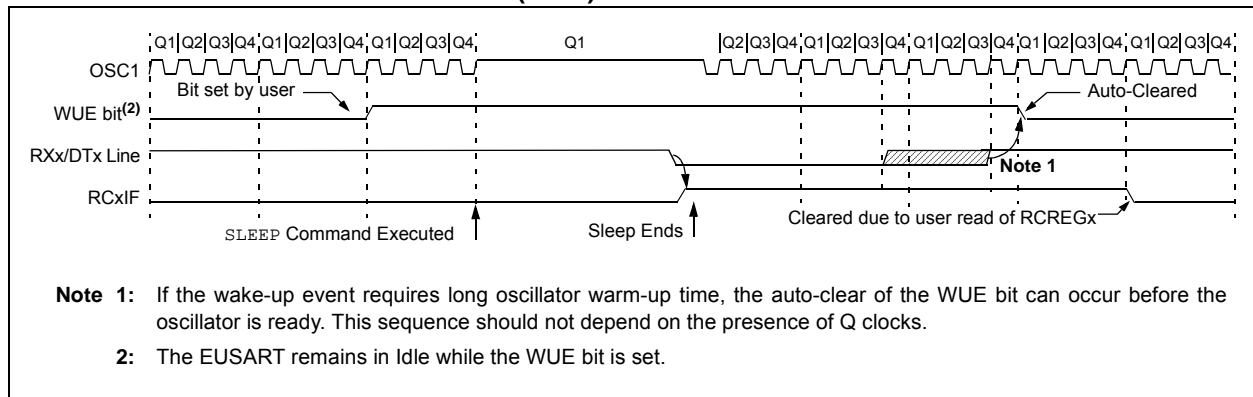 Q1 Q2 Q3 Q4 Q1 Q2 Q3 Q4 Q1 Q2 Q3 Q4 Q1 Q2 Q3 Q4 Q1 Q2 Q3 Q4 Q1 Q2 Q3 Q4 Q1 Q2 Q3 Q4 Q1 Q2 Q3 Q4
OSC1
Bit set by user
Auto-Cleared
WUE bit(2)
RXx/DTx Line
Note 1
RCxIF
Cleared due to user read of RCREGx
SLEEP Command Executed
Sleep Ends
Note 1: If the wake-up event requires long oscillator warm-up time, the auto-clear of the WUE bit can occur before the
oscillator is ready. This sequence should not depend on the presence of Q clocks.
2: The EUSART remains in Idle while the WUE bit is set.